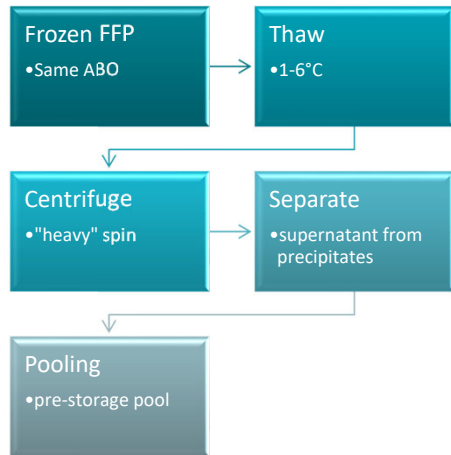 Frozen FFP
•Same ABO
Thaw
•1-6°C
Centrifuge
•"heavy" spin
Separate
•supernatant from
precipitates
Pooling
•pre-storage pool